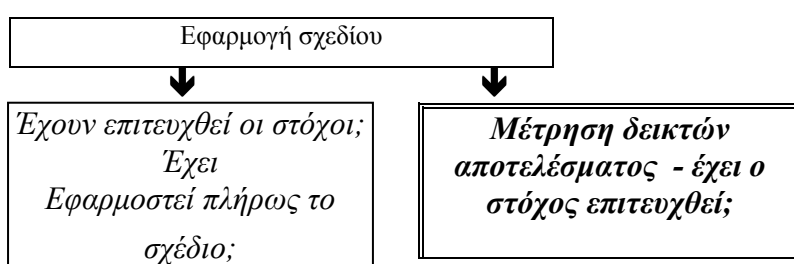 Εφαρμογή σχεδίου
Έχουν επιτευχθεί οι στόχοι;
Έχει
Εφαρμοστεί πλήρως το
σχέδιο;
Μέτρηση δεικτών
αποτελέσματος - έχει ο
στόχος επιτευχθεί;